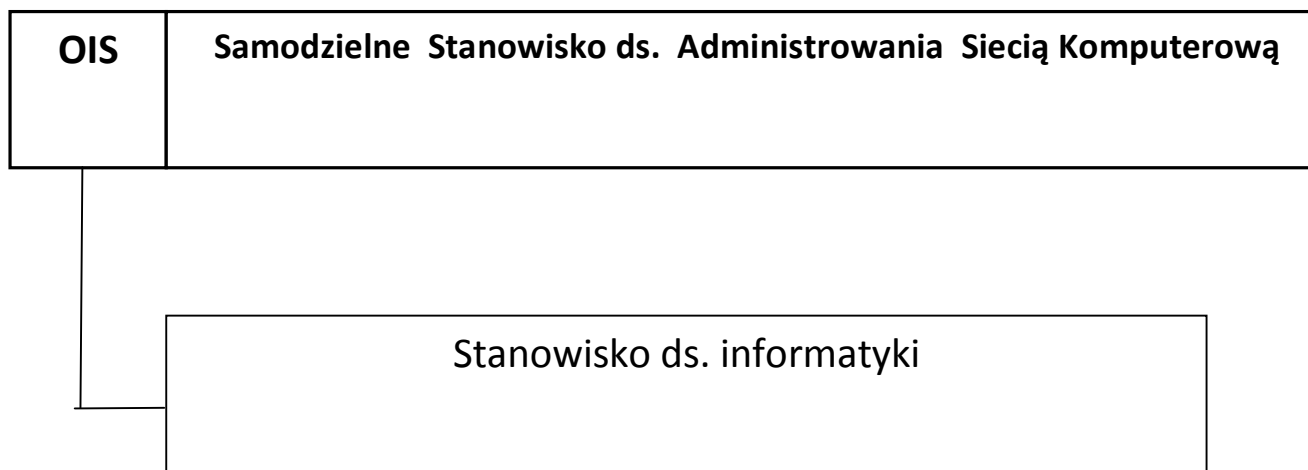 OIS
Samodzielne Stanowisko ds. Administrowania Siecią Komputerową
Stanowisko ds. informatyki